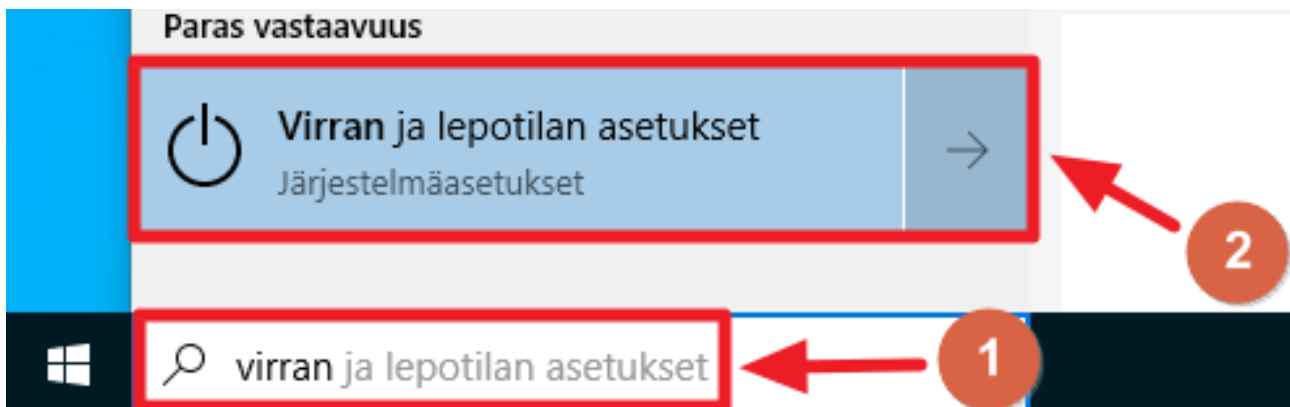 Paras vastaavuus
Virran ja lepotilan asetukset
Järjestelmäasetukset
2
virran ja lepotilan asetukset
1